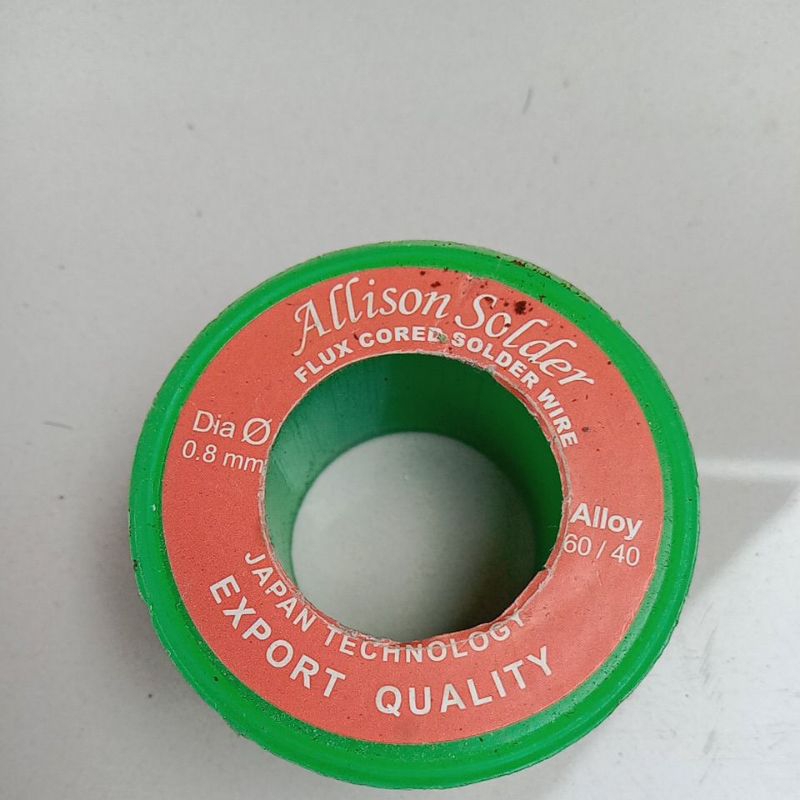 Allison Solder
FLUX CORED SOLDER WIRE
Dia Ø
0.8 mm
Alloy
60 / 40
JAPAN TECHNOLOGY
EXPORT QUALITY